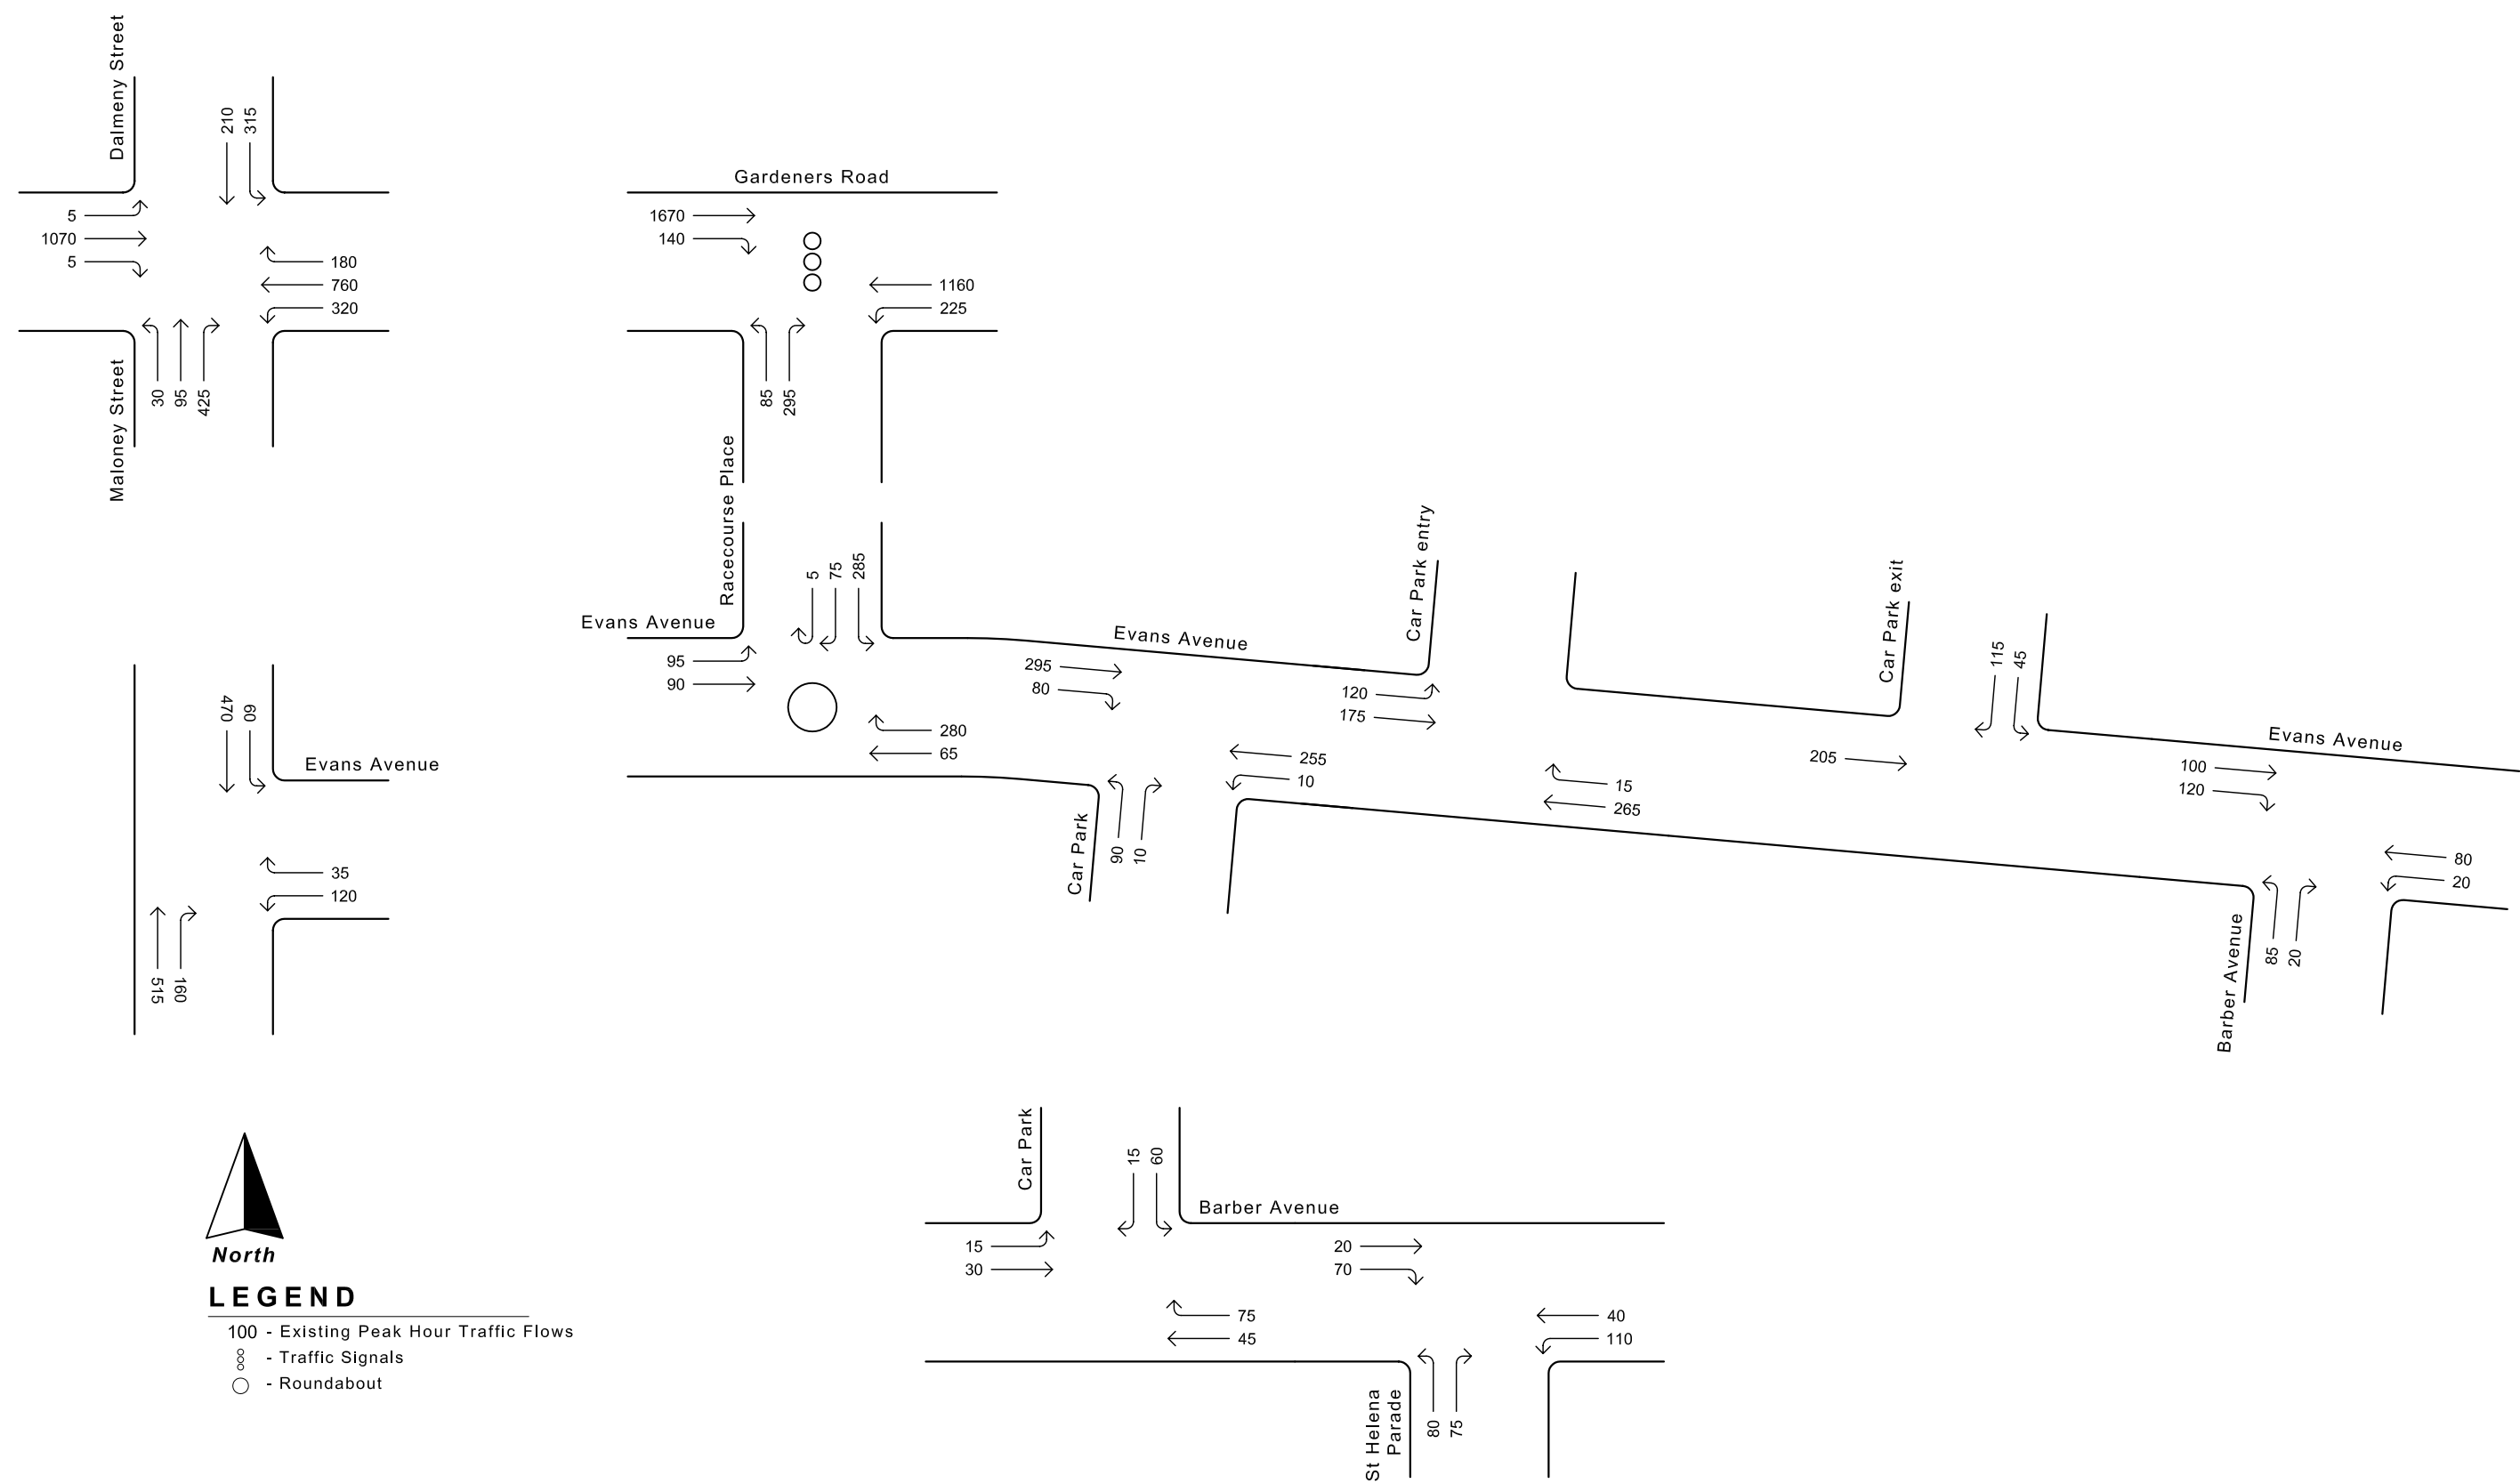 Dalmeny Street
210
315
5
1070
5
180
760
320
30
95
425
Maloney Street
Gardeners Road
1670
140
1160
225
85
295
Racecourse Place
5
75
285
Evans Avenue
95
90
280
65
Evans Avenue
295
80
255
10
90
10
Car Park
Car Park entry
120
175
15
265
Car Park exit
115
45
205
Evans Avenue
100
120
80
20
85
20
Barber Avenue
470
60
Evans Avenue
35
120
515
160
Car Park
15
60
Barber Avenue
15
30
75
45
20
70
40
110
80
75
St Helena
Parade
North
LEGEND
100 - Existing Peak Hour Traffic Flows
- Traffic Signals
- Roundabout